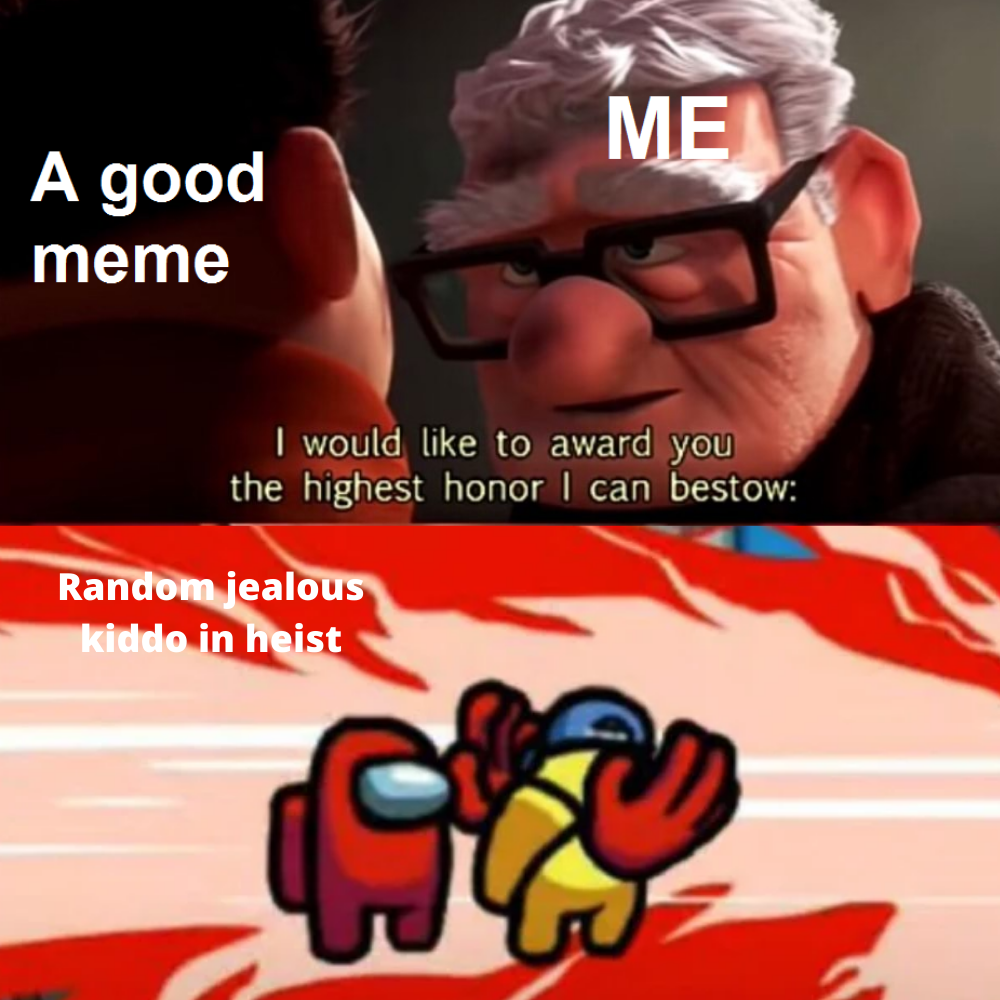 ME
A good
meme
I would like to award you
the highest honor I can bestow:
Random jealous
kiddo in heist